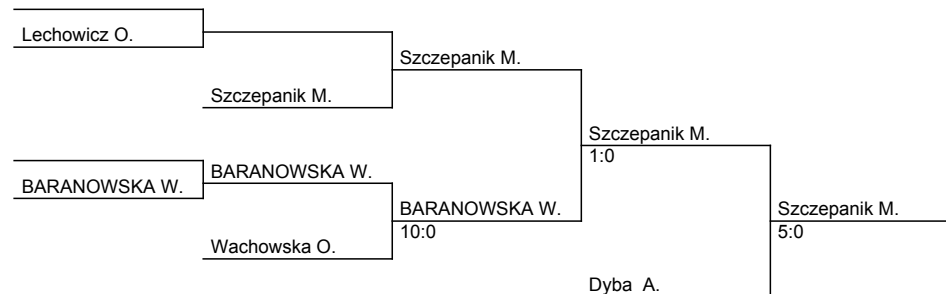 Lechowicz O.
Szczepanik M.
Szczepanik M.
Szczepanik M.
1:0
BARANOWSKA W.
BARANOWSKA W.
BARANOWSKA W.
10:0
Szczepanik M.
5:0
Wachowska O.
Dyba A.